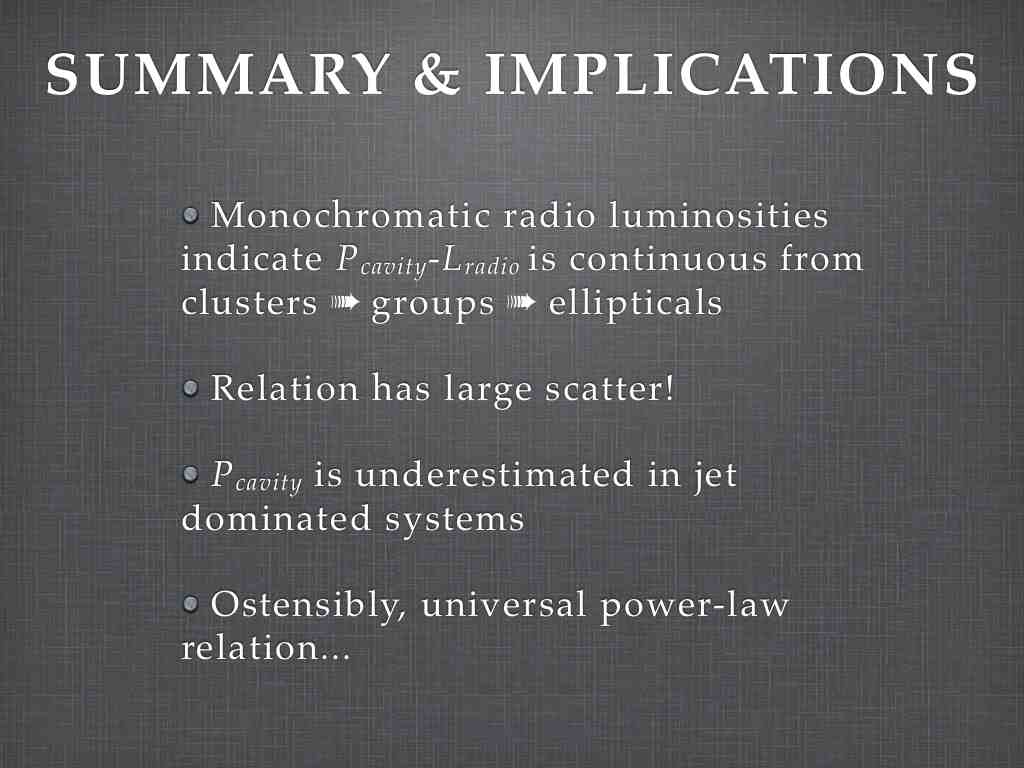 SUMMARY & IMPLICATIONS
• Monochromatic radio luminosities
indicate Pcavity-Lradio is continuous from
clusters ➠ groups ➠ ellipticals
• Relation has large scatter!
• Pcavity is underestimated in jet
dominated systems
• Ostensibly, universal power-law
relation...